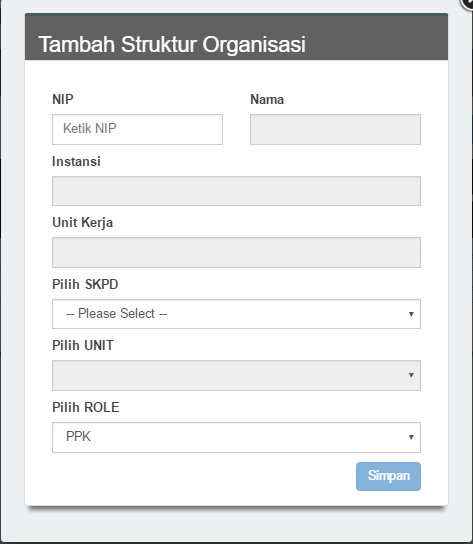 Tambah Struktur Organisasi
NIP Nama
Ketik NIP
Instansi
Unit Kerja
Pilih SKPD
-- Please Select --
Pilih UNIT
Pilih ROLE
PPK
Simpan